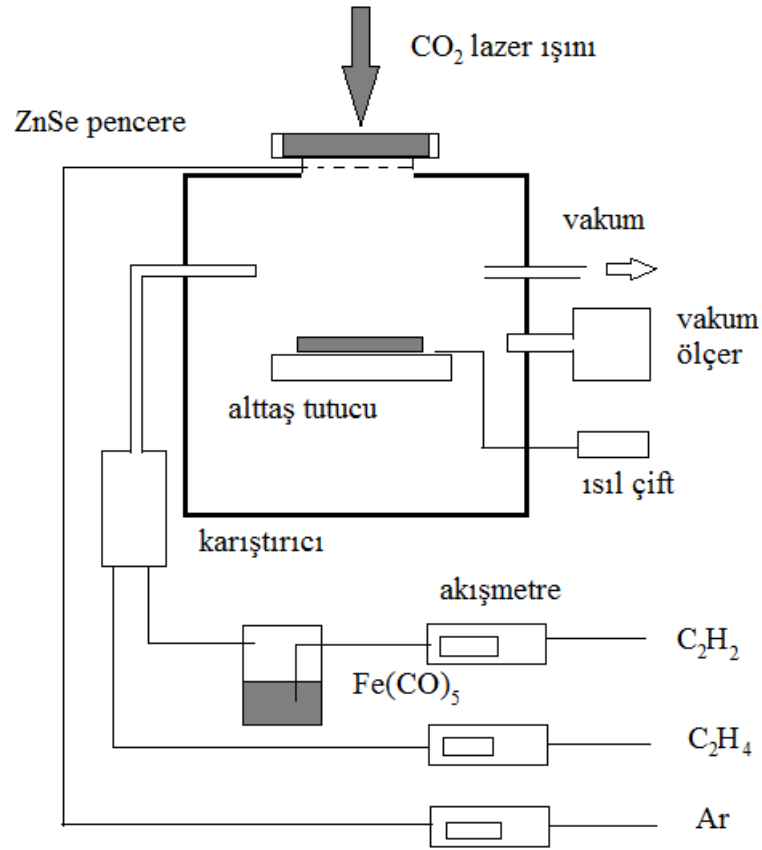 CO₂ lazer ışını
ZnSe pencere
vakum
vakum
ölçer
alttaş tutucu
ısıl çift
karıştırıcı
akışmetre
C₂H₂
Fe(CO)₅
C₂H₄
Ar